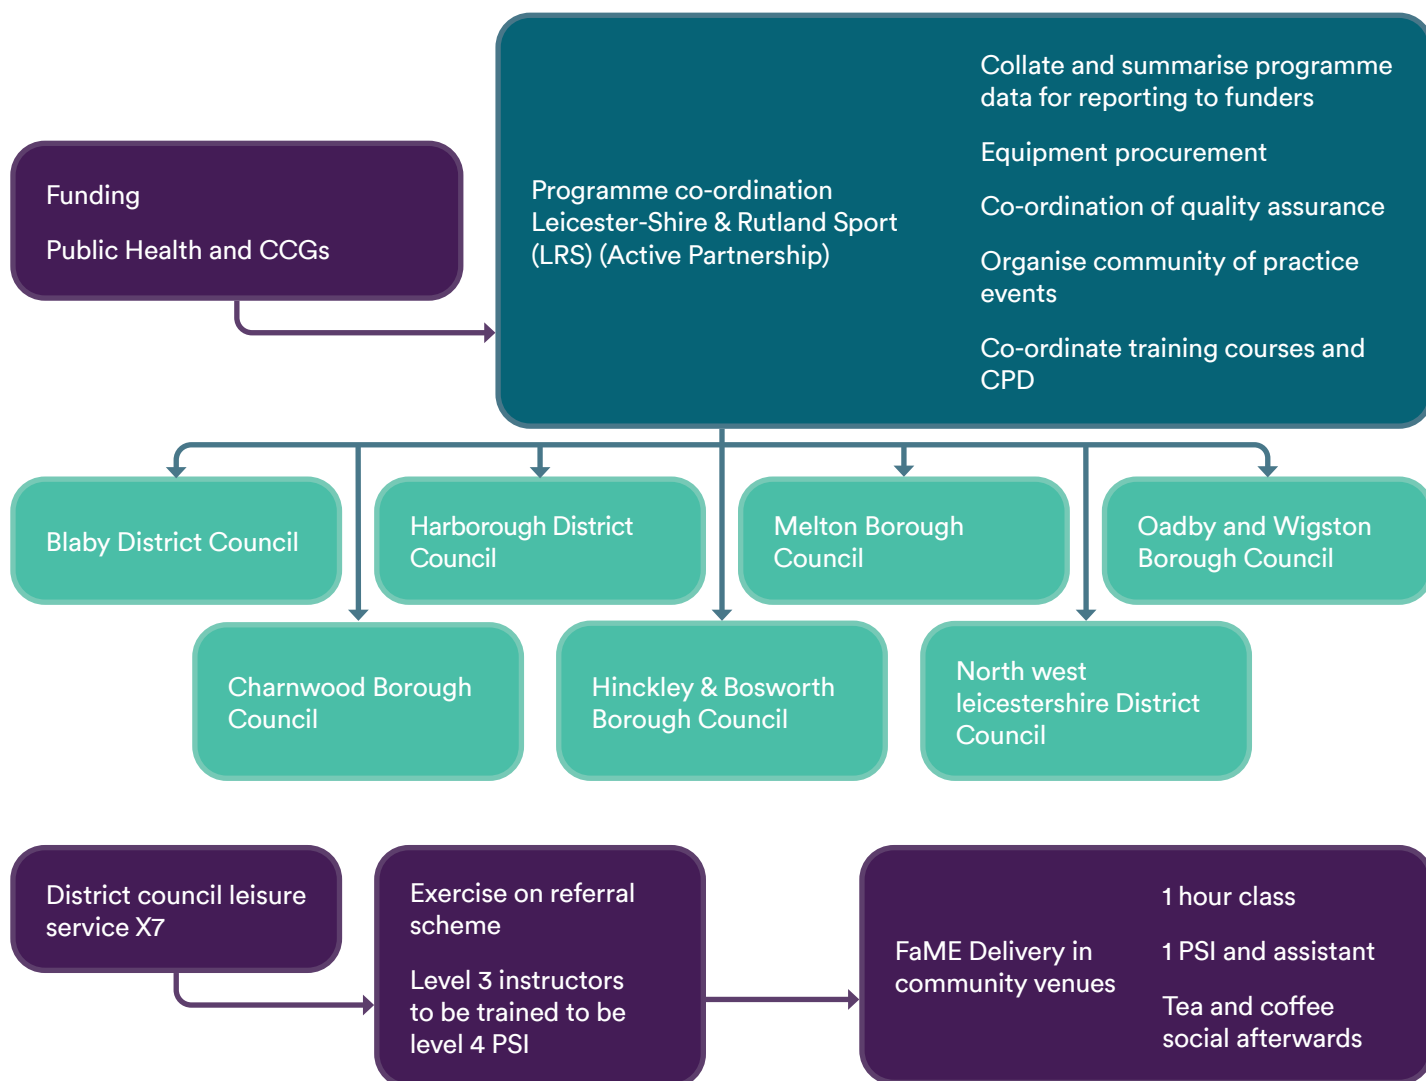 Funding
Public Health and CCGs
Programme co-ordination
Leicester-Shire & Rutland Sport
(LRS) (Active Partnership)
Collate and summarise programme
data for reporting to funders
Equipment procurement
Co-ordination of quality assurance
Organise community of practice
events
Co-ordinate training courses and
CPD
Blaby District Council
Harborough District
Council
Melton Borough
Council
Oadby and Wigston
Borough Council
Charnwood Borough
Council
Hinckley & Bosworth
Borough Council
North west
leicestershire District
Council
District council leisure
service X7
Exercise on referral
scheme
Level 3 instructors
to be trained to be
level 4 PSI
FaME Delivery in
community venues
1 hour class
1 PSI and assistant
Tea and coffee
social afterwards